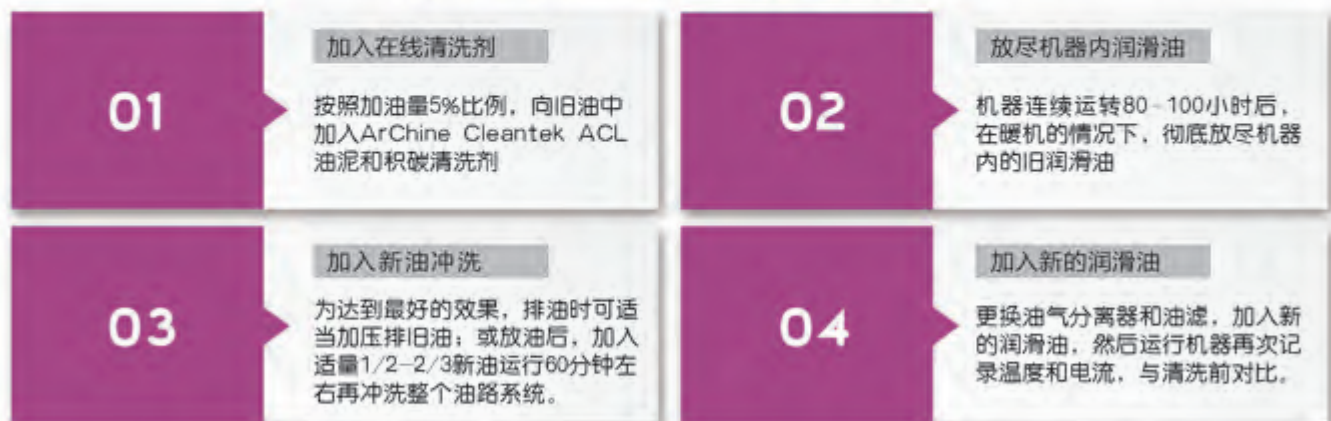 01
加入在线清洗剂
按照加油量5%比例，向旧油中
加入ArChine Cleantek ACL
油泥和积碳清洗剂
02
放尽机器内润滑油
机器连续运转80-100小时后，
在暖机的情况下，彻底放尽机器
内的旧润滑油
03
加入新油冲洗
为达到最好的效果，排油时可适
当加压排旧油；或放油后，加入
适量1/2-2/3新油运行60分钟左
右再冲洗整个油路系统。
04
加入新的润滑油
更换油气分离器和油滤，加入新
的润滑油，然后运行机器再次记
录温度和电流，与清洗前对比。